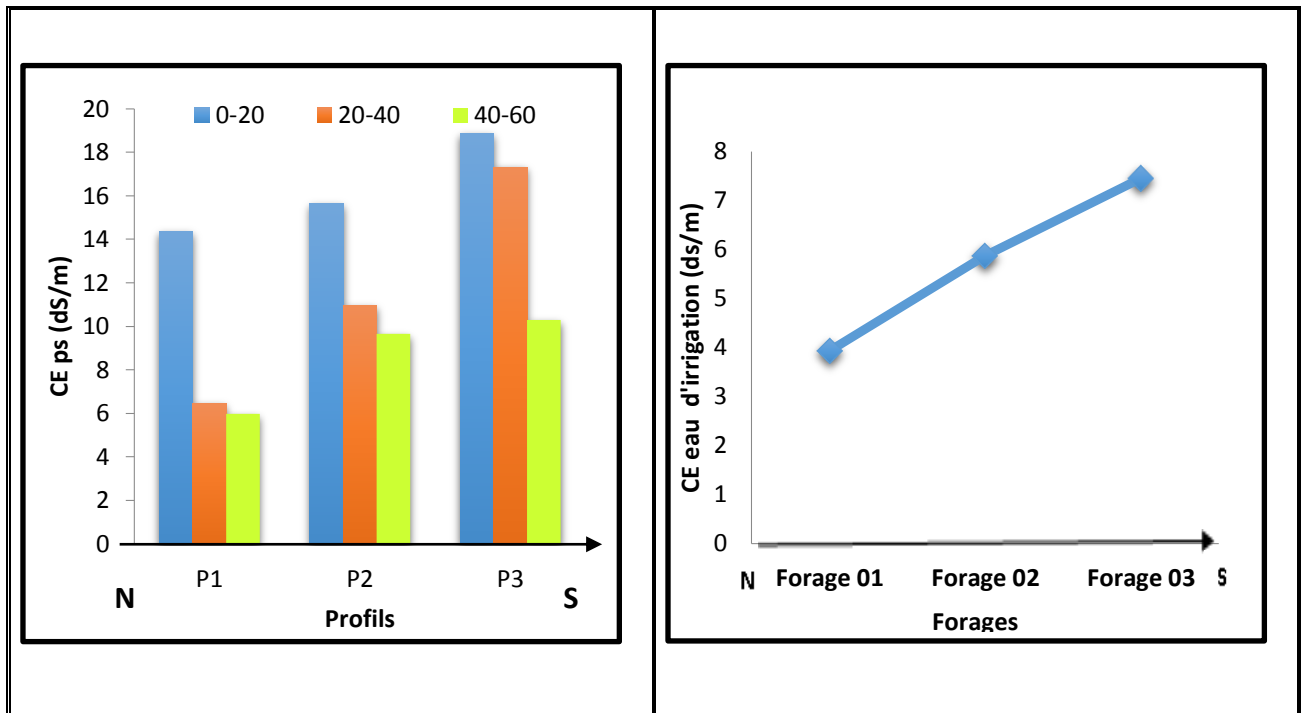 0-20 20-40 40-60
20
18
16
14
12
10
8
6
4
2
0
CE ps (dS/m)
P1 P2 P3
N S
Profils
8
7
6
5
4
3
2
1
0
CE eau d'irrigation (ds/m)
N Forage 01 Forage 02 Forage 03 S
Forages